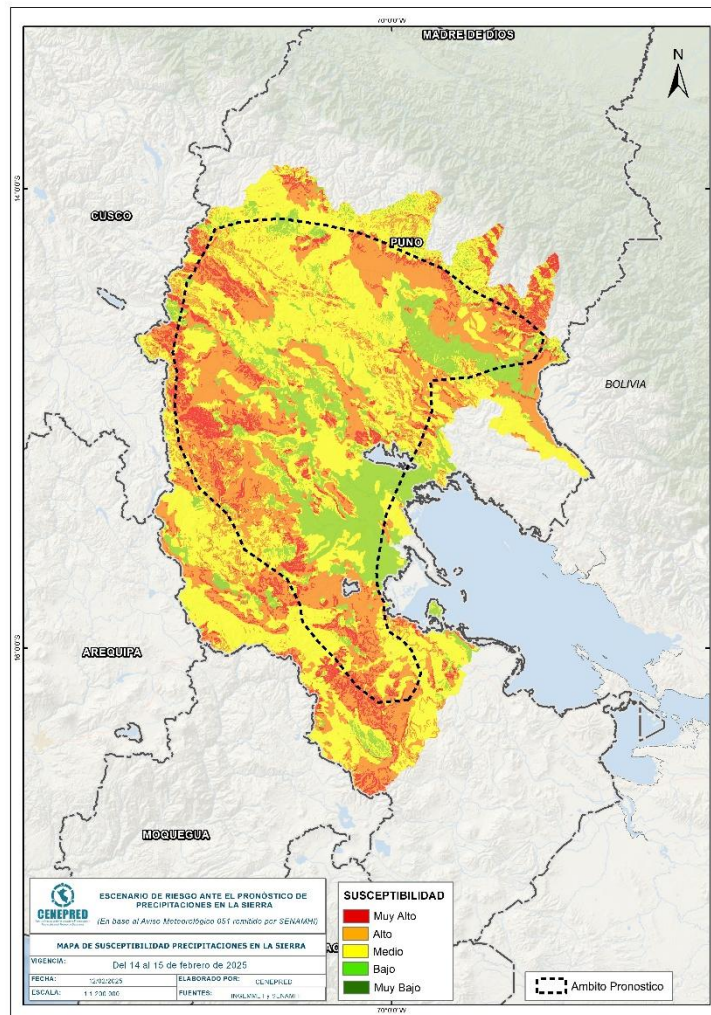 70°0'0"W
MADRE DE DIOS
N
14°0'0"S
CUSCO
PUNO
BOLIVIA
16°0'0"S
AREQUIPA
MOQUEGUA
CENEPRED
ESCENARIO DE RIESGO ANTE EL PRONÓSTICO DE
PRECIPITACIONES EN LA SIERRA
(En base al Aviso Meteorológico 051 remitido por SENAMHI)
MAPA DE SUSCEPTIBILIDAD PRECIPITACIONES EN LA SIERRA
VIGENCIA: Del 14 al 15 de febrero de 2025
FECHA: 12/02/2025 ELABORADO POR: CENEPRED
ESCALA: FUENTES: INGEMMET y SENAMHI
SUSCEPTIBILIDAD
Muy Alto
Alto
Medio
Bajo
Muy Bajo
Ambito Pronostico
70°0'0"W